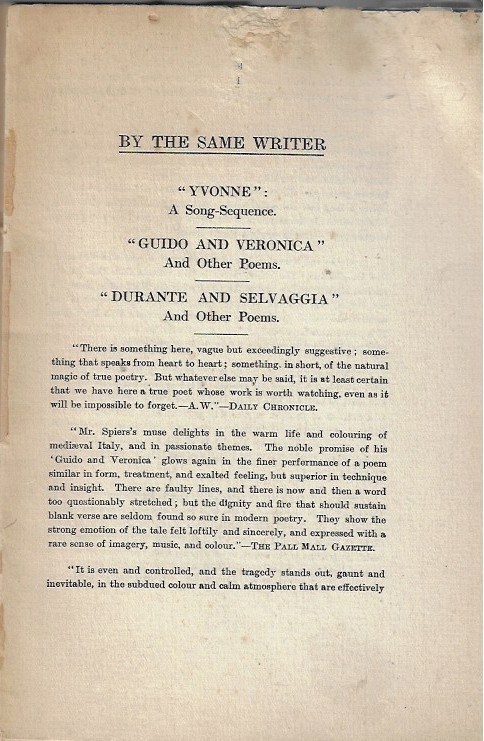 BY THE SAME WRITER
"YVONNE":
A Song-Sequence.
"GUIDO AND VERONICA"
And Other Poems.
"DURANTE AND SELVAGGIA"
And Other Poems.
"There is something here, vague but exceedingly suggestive; some-
thing that speaks from heart to heart; something, in short, of the natural
magic of true poetry. But whatever else may be said, it is at least certain
that we have here a true poet whose work is worth watching, even as it
will be impossible to forget.—A.W."—DAILY CHRONICLE.
"Mr. Spiers's muse delights in the warm life and colouring of
mediæval Italy, and in passionate themes. The noble promise of his
'Guido and Veronica' glows again in the finer performance of a poem
similar in form, treatment, and exalted feeling, but superior in technique
and insight. There are faulty lines, and there is now and then a word
too questionably stretched; but the dignity and fire that should sustain
blank verse are seldom found so sure in modern poetry. They show the
strong emotion of the tale felt loftily and sincerely, and expressed with a
rare sense of imagery, music, and colour."—THE PALL MALL GAZETTE.
"It is even and controlled, and the tragedy stands out, gaunt and
inevitable, in the subdued colour and calm atmosphere that are effectively